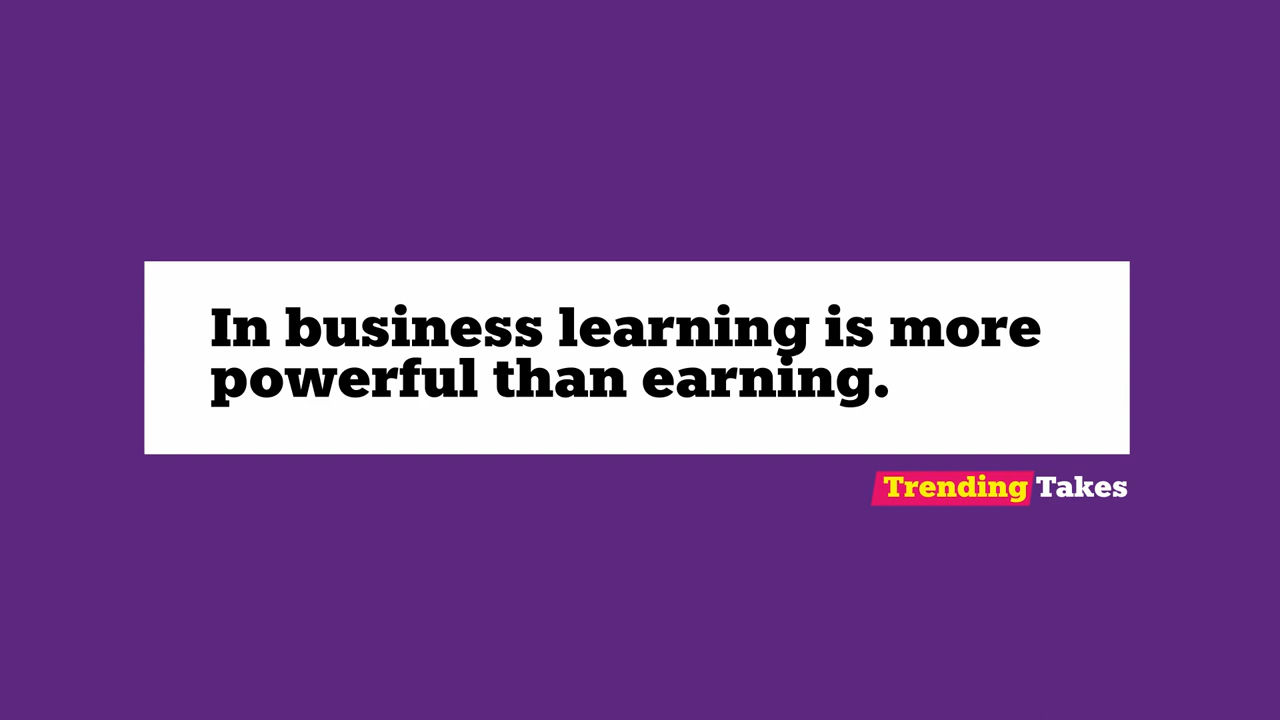 In business learning is more
powerful than earning.
Trending Takes